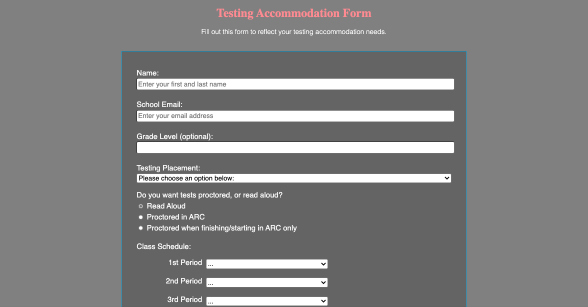 Testing Accommodation Form
Fill out this form to reflect your testing accommodation needs.
Name:
Enter your first and last name
School Email:
Enter your email address
Grade Level (optional):
Testing Placement:
Please choose an option below:
Do you want tests proctored, or read aloud?
Read Aloud
Proctored in ARC
Proctored when finishing/starting in ARC only
Class Schedule:
1st Period ...
2nd Period ...
3rd Period ...